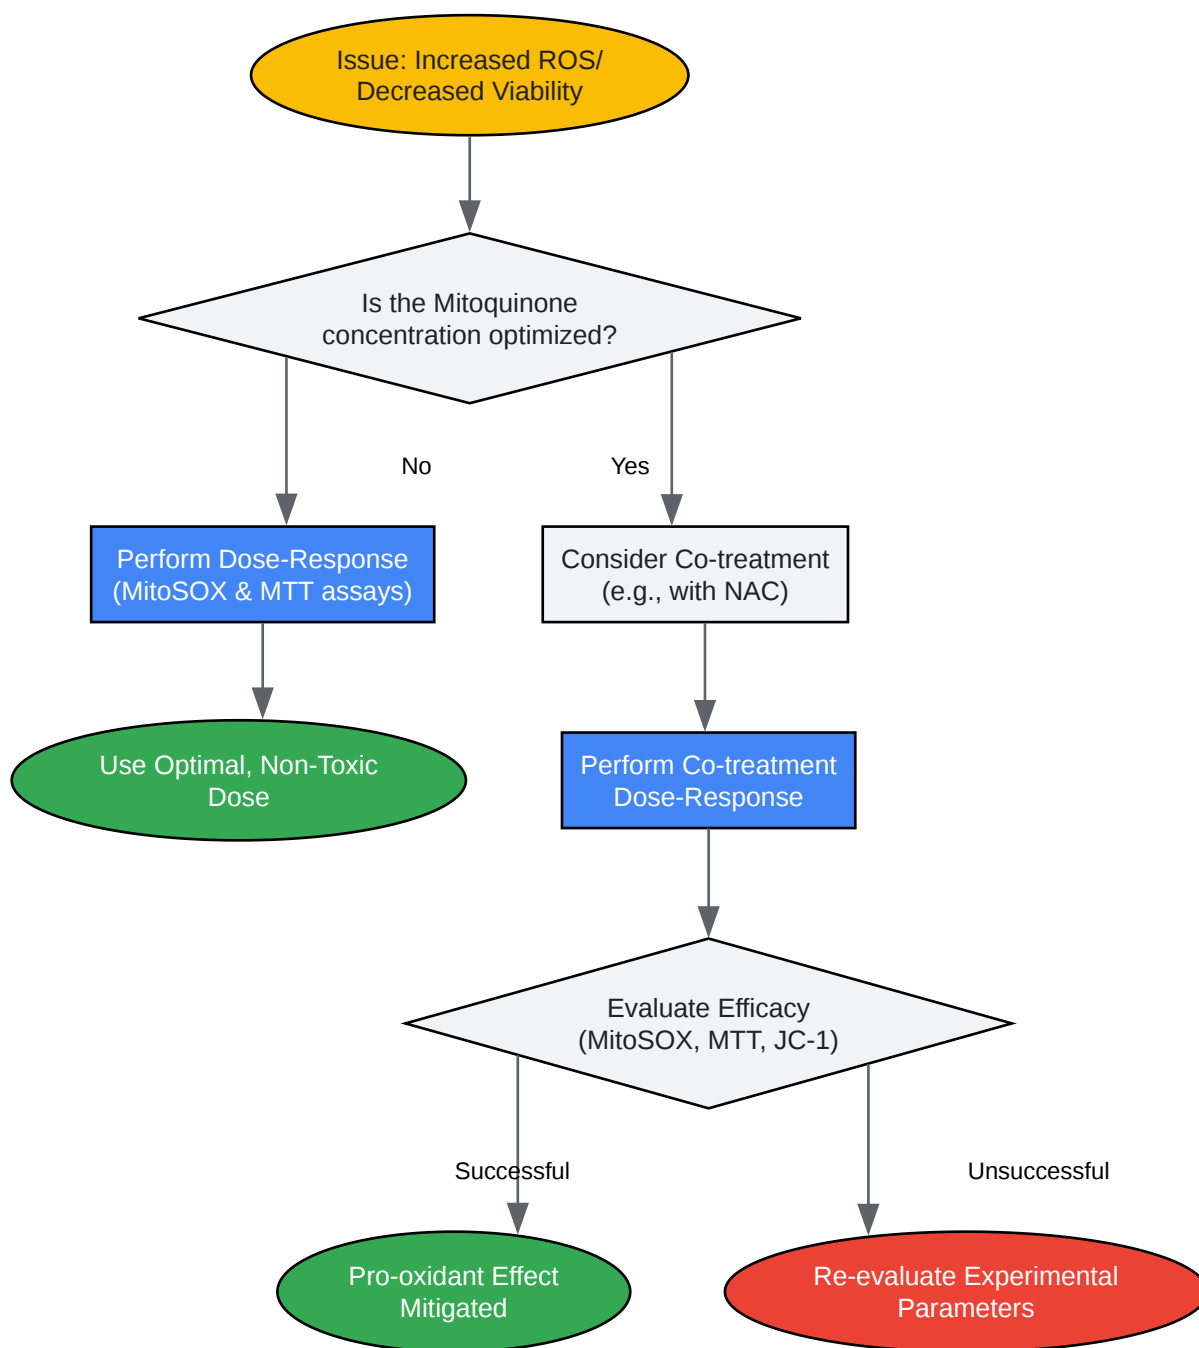 Issue: Increased ROS/
Decreased Viability
Is the Mitoquinone
concentration optimized?
No
Yes
Perform Dose-Response
(MitoSOX & MTT assays)
Consider Co-treatment
(e.g., with NAC)
Use Optimal, Non-Toxic
Dose
Perform Co-treatment
Dose-Response
Evaluate Efficacy
(MitoSOX, MTT, JC-1)
Successful
Unsuccessful
Pro-oxidant Effect
Mitigated
Re-evaluate Experimental
Parameters